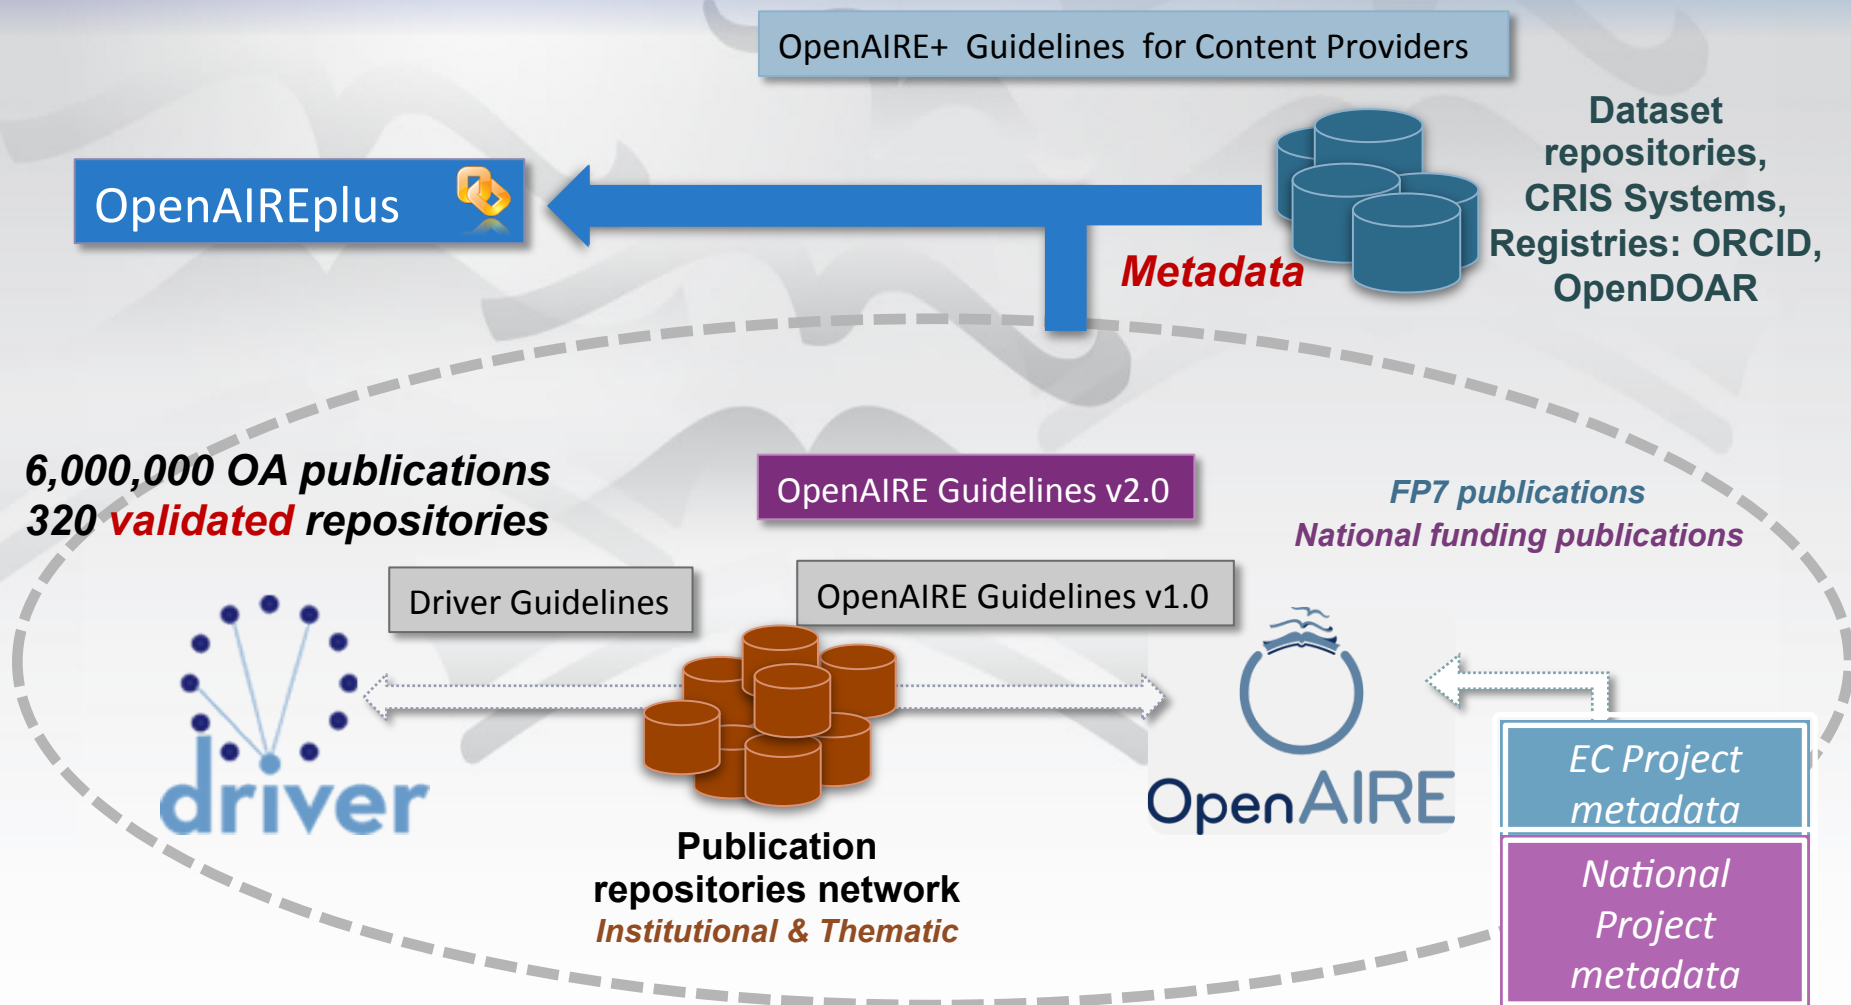 OpenAIRE+  Guidelines  for Content Providers
Dataset
repositories,
CRIS Systems,
Registries: ORCID,
OpenDOAR
OpenAIREplus
Metadata
6,000,000 OA publications
320 validated repositories
OpenAIRE Guidelines v2.0
FP7 publications
National funding publications
Driver Guidelines
OpenAIRE Guidelines v1.0
driver
OpenAIRE
EC Project
metadata
Publication
repositories network
Institutional & Thematic
National
Project
metadata